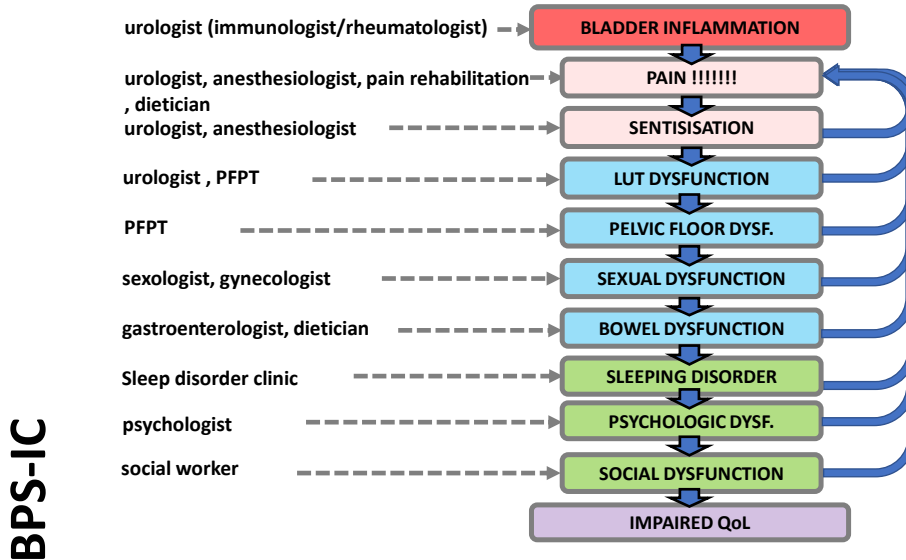 urologist (immunologist/rheumatologist)
BLADDER INFLAMMATION
urologist, anesthesiologist, pain rehabilitation
, dietician
PAIN !!!!!!!
urologist, anesthesiologist
SENTISISATION
urologist , PFPT
LUT DYSFUNCTION
PFPT
PELVIC FLOOR DYSF.
sexologist, gynecologist
SEXUAL DYSFUNCTION
gastroenterologist, dietician
BOWEL DYSFUNCTION
Sleep disorder clinic
SLEEPING DISORDER
psychologist
PSYCHOLOGIC DYSF.
social worker
SOCIAL DYSFUNCTION
IMPAIRED QoL
BPS-IC